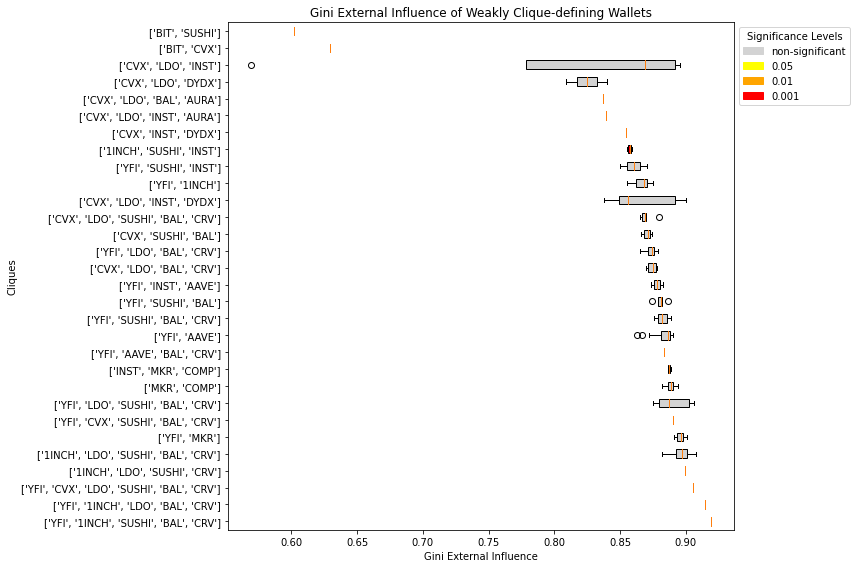 Gini External Influence of Weakly Clique-defining Wallets
['BIT', 'SUSHI']
['BIT', 'CVX']
['CVX', 'LDO', 'INST']
['CVX', 'LDO', 'DYDX']
['CVX', 'LDO', 'BAL', 'AURA']
['CVX', 'LDO', 'INST', 'AURA']
['CVX', 'INST', 'DYDX']
['1INCH', 'SUSHI', 'INST']
['YFI', 'SUSHI', 'INST']
['YFI', '1INCH']
['CVX', 'LDO', 'INST', 'DYDX']
['CVX', 'LDO', 'SUSHI', 'BAL', 'CRV']
['CVX', 'SUSHI', 'BAL']
['YFI', 'LDO', 'BAL', 'CRV']
['CVX', 'LDO', 'BAL', 'CRV']
['YFI', 'INST', 'AAVE']
['YFI', 'SUSHI', 'BAL']
['YFI', 'SUSHI', 'BAL', 'CRV']
['YFI', 'AAVE']
['YFI', 'AAVE', 'BAL', 'CRV']
['INST', 'MKR', 'COMP']
['MKR', 'COMP']
['YFI', 'LDO', 'SUSHI', 'BAL', 'CRV']
['YFI', 'CVX', 'SUSHI', 'BAL', 'CRV']
['YFI', 'MKR']
['1INCH', 'LDO', 'SUSHI', 'BAL', 'CRV']
['1INCH', 'LDO', 'SUSHI', 'CRV']
['YFI', 'CVX', 'LDO', 'SUSHI', 'BAL', 'CRV']
['YFI', '1INCH', 'LDO', 'BAL', 'CRV']
['YFI', '1INCH', 'SUSHI', 'BAL', 'CRV']
Cliques
0.60 0.65 0.70 0.75 0.80 0.85 0.90
Gini External Influence
Significance Levels
non-significant
0.05
0.01
0.001